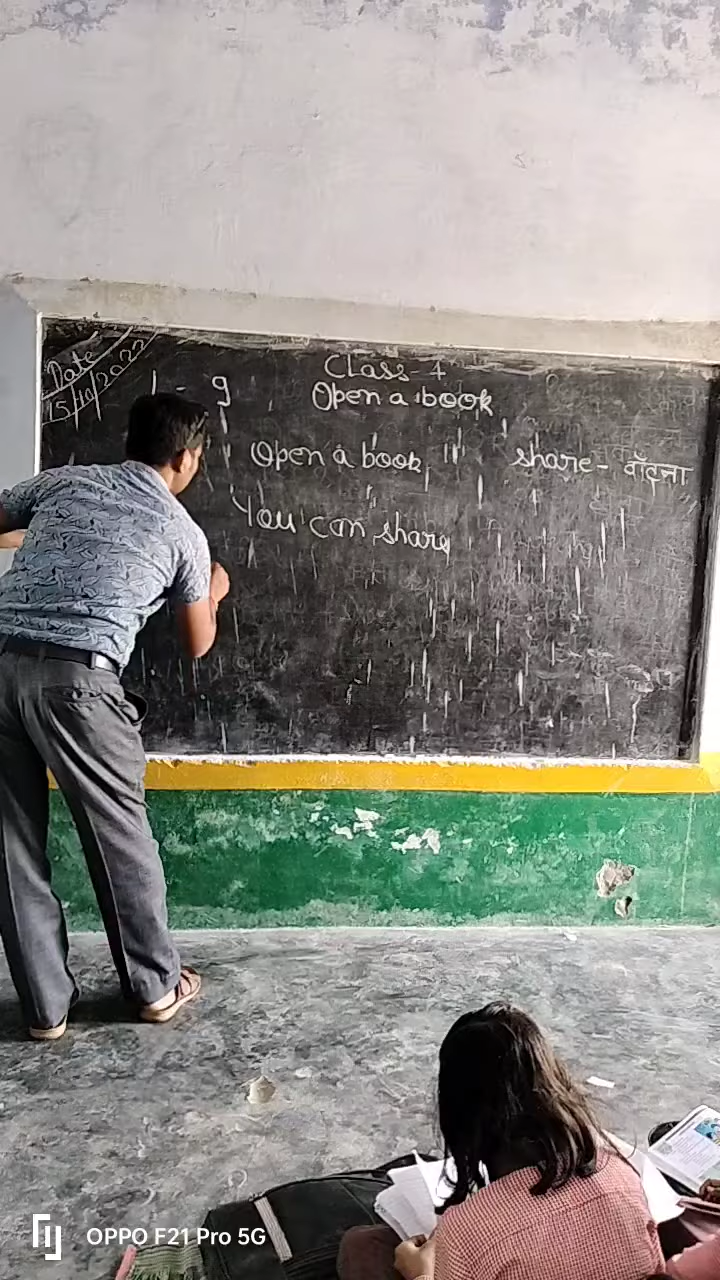 Date
15/10/2022
Class-4
L - 9
Open a book
Open a book, share- बाँटना
You can share
OPPO F21 Pro 5G